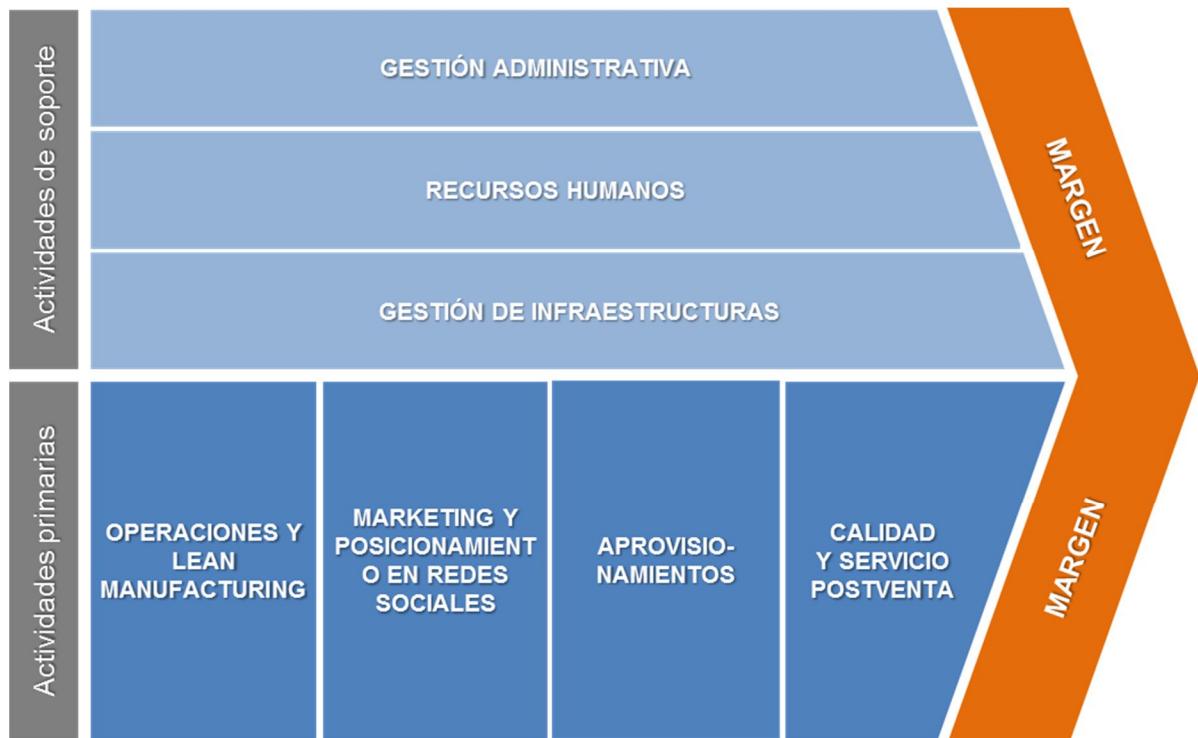 Actividades de soporte
GESTIÓN ADMINISTRATIVA
RECURSOS HUMANOS
GESTIÓN DE INFRAESTRUCTURAS
MARGEN
Actividades primarias
OPERACIONES Y
LEAN
MANUFACTURING
MARKETING Y
POSICIONAMIENT
O EN REDES
SOCIALES
APROVISIO-
NAMIENTOS
CALIDAD
Y SERVICIO
POSTVENTA
MARGEN